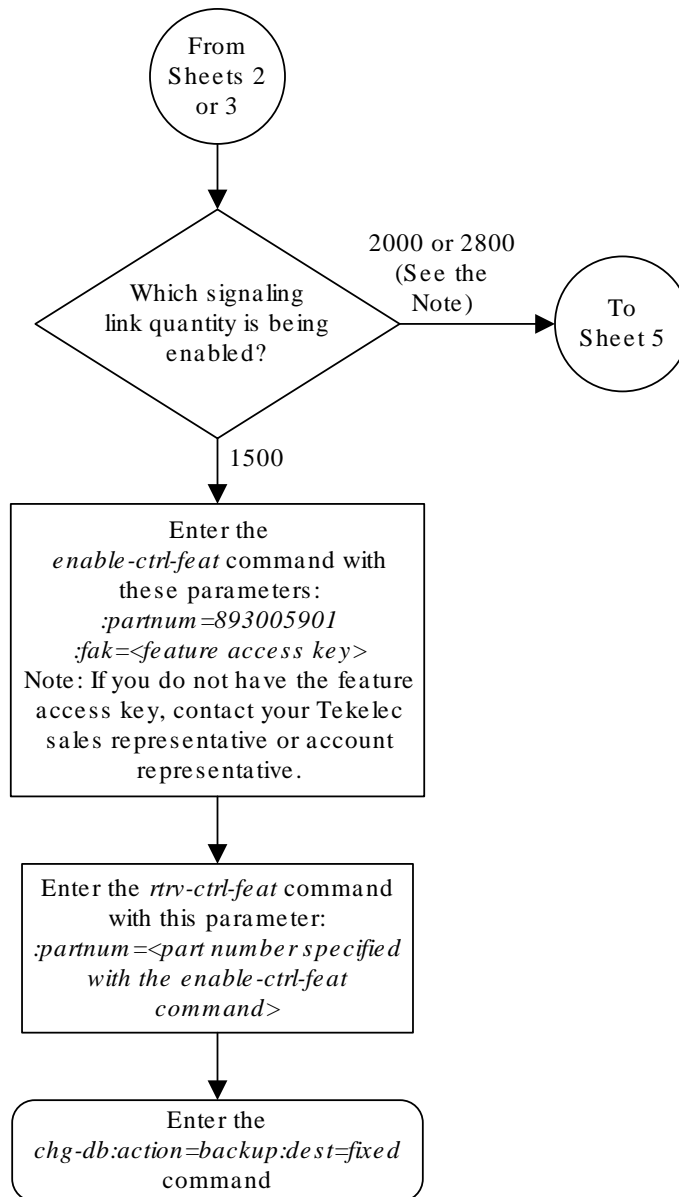 From
Sheets 2
or 3
Which signaling
link quantity is being
enabled?
2000 or 2800
(See the
Note)
To
Sheet 5
1500
Enter the
enable-ctrl-feat command with
these parameters:
:partnum=893005901
:fak=<feature access key>
Note: If you do not have the feature
access key, contact your Tekelec
sales representative or account
representative.
Enter the rtrv-ctrl-feat command
with this parameter:
:partnum=<part number specified
with the enable-ctrl-feat
command>
Enter the
chg-db:action=backup:dest=fixed
command